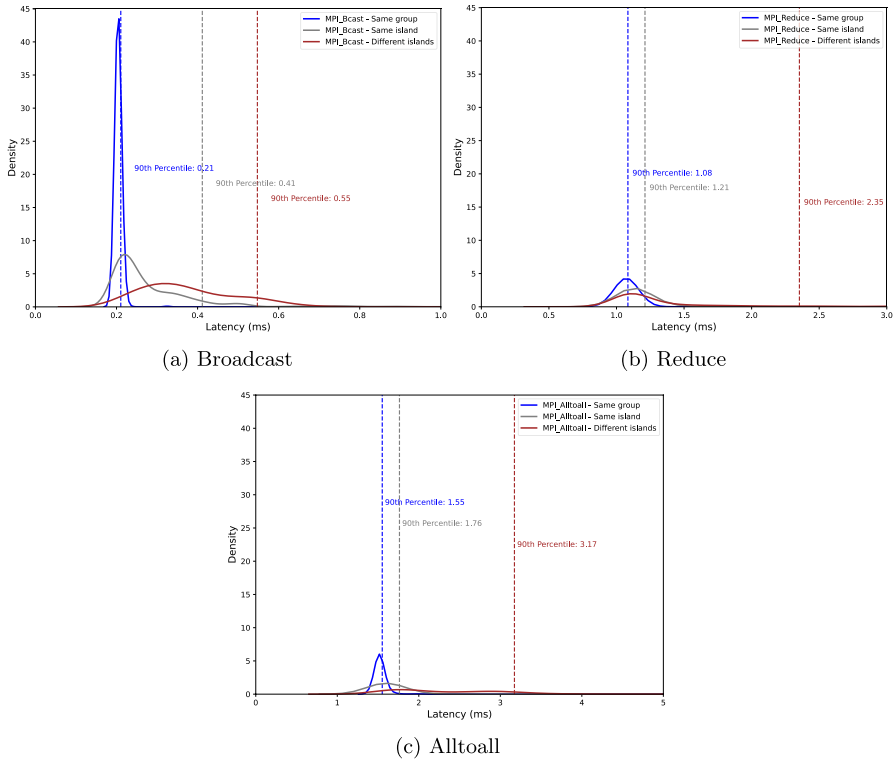 45
40
35
30
25
20
15
10
5
0
Density
MPI_Bcast - Same group
MPI_Bcast - Same island
MPI_Bcast - Different islands
90th Percentile: 0.21
90th Percentile: 0.41
90th Percentile: 0.55
0.0 0.2 0.4 0.6 0.8 1.0
Latency (ms)
(a) Broadcast
45
40
35
30
25
20
15
10
5
0
Density
MPI_Reduce - Same group
MPI_Reduce - Same island
MPI_Reduce - Different islands
90th Percentile: 1.08
90th Percentile: 1.21
90th Percentile: 2.35
0.0 0.5 1.0 1.5 2.0 2.5 3.0
Latency (ms)
(b) Reduce
45
40
35
30
25
20
15
10
5
0
Density
MPI_Alltoall - Same group
MPI_Alltoall - Same island
MPI_Alltoall - Different islands
90th Percentile: 1.55
90th Percentile: 1.76
90th Percentile: 3.17
0 1 2 3 4 5
Latency (ms)
(c) Alltoall